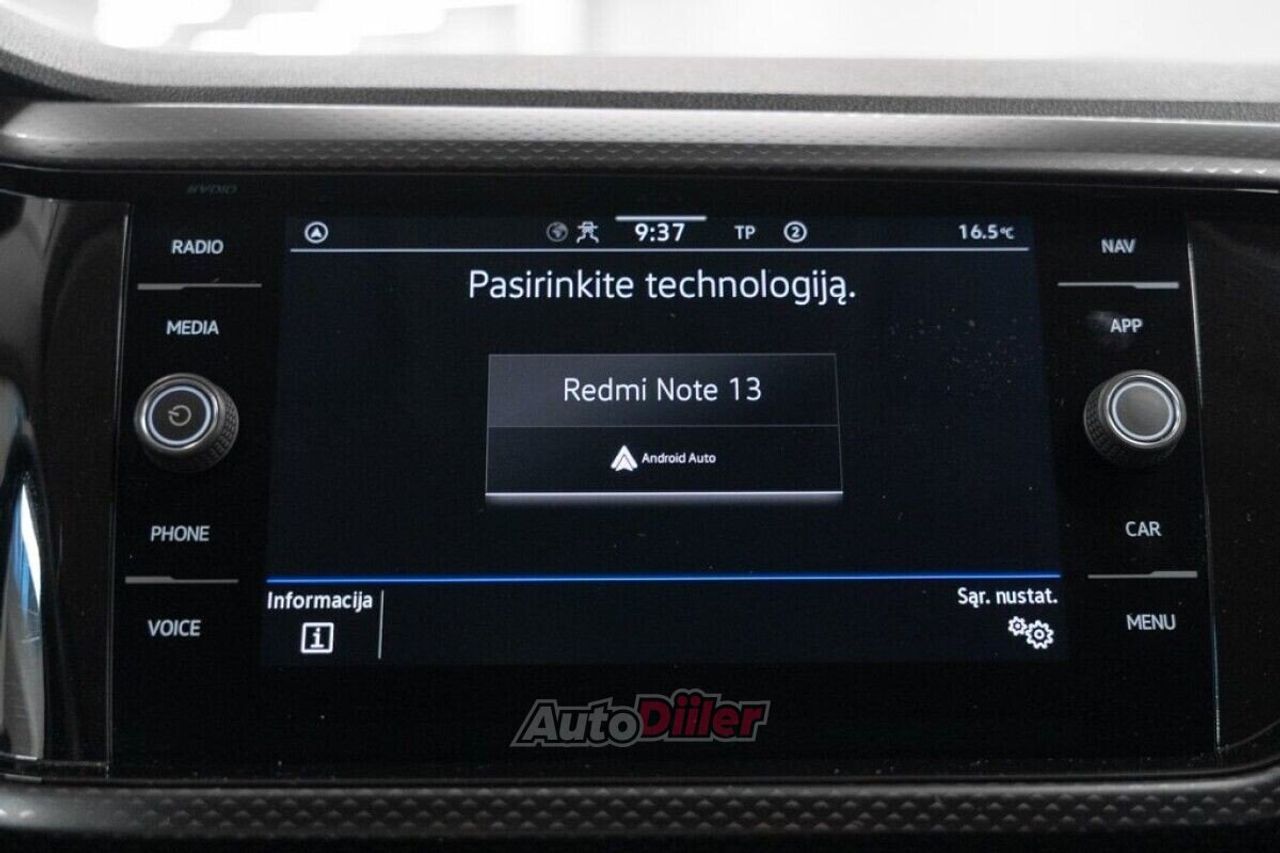 RADIO
MEDIA
PHONE
VOICE
9:37 TP 2 16.5°C
Pasirinkite technologiją.
Redmi Note 13
Android Auto
Informacija
i
Sąr. nustat.
NAV
APP
CAR
MENU
AutoDiiler